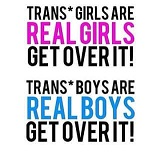 TRANS* GIRLS ARE
REAL GIRLS
GET OVER IT!
TRANS* BOYS ARE
REAL BOYS
GET OVER IT!